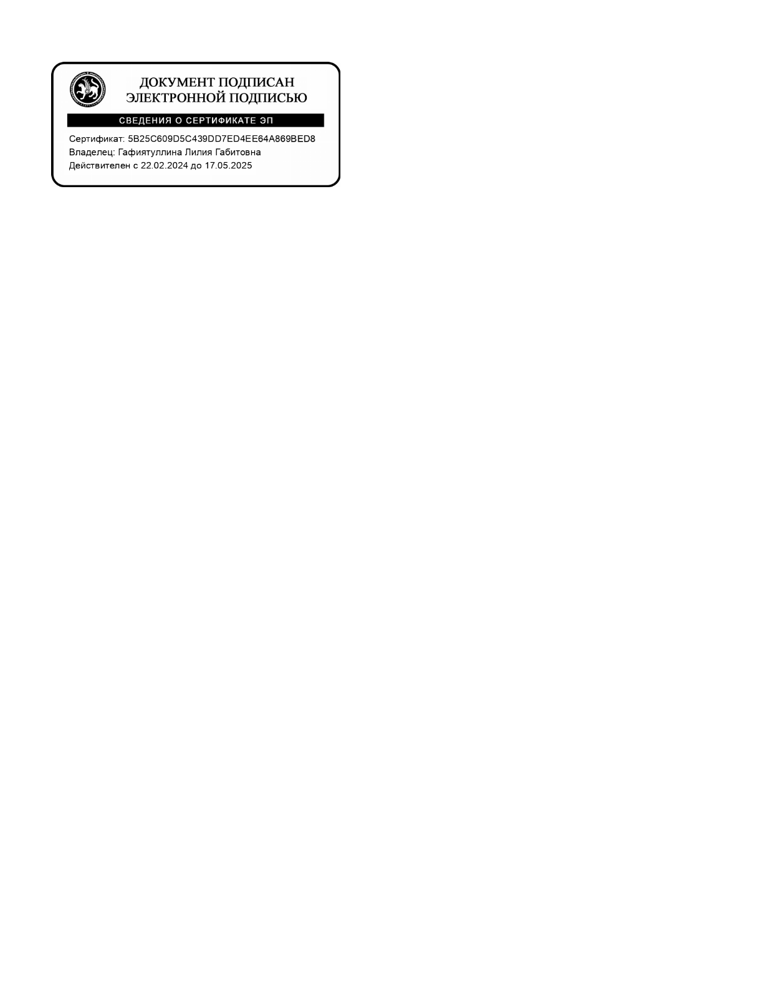 ДОКУМЕНТ ПОДПИСАН
ЭЛЕКТРОННОЙ ПОДПИСЬЮ
СВЕДЕНИЯ О СЕРТИФИКАТЕ ЭП
Сертификат: 5B25C609D5C439DD7ED4EE64A869BED8
Владелец: Гафиятуллина Лилия Габитовна
Действителен с 22.02.2024 до 17.05.2025